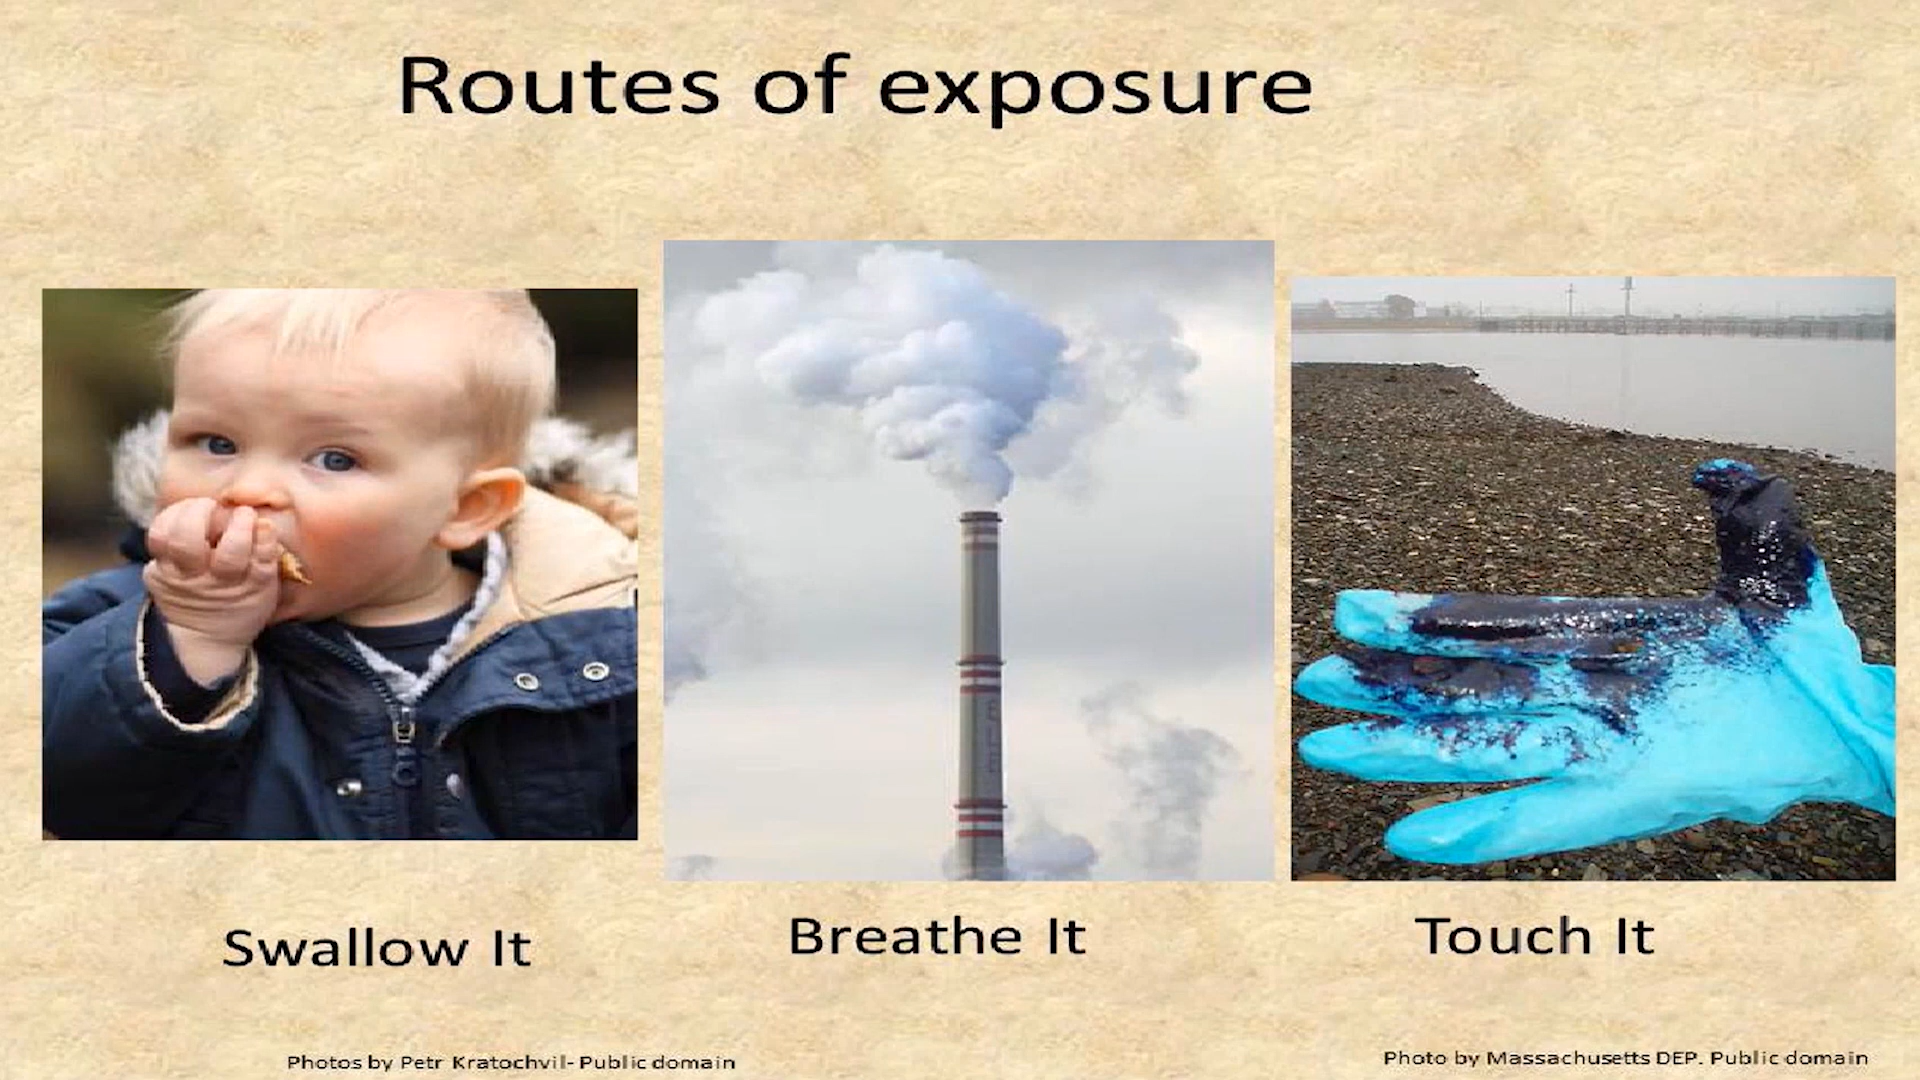 Routes of exposure
Swallow It
Breathe It
Touch It
Photos by Petr Kratochvil- Public domain
Photo by Massachusetts DEP. Public domain